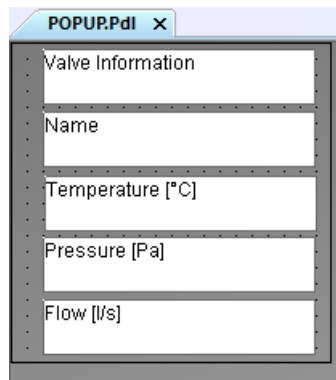 POPUP.Pdl
Valve Information
Name
Temperature [°C]
Pressure [Pa]
Flow [l/s]